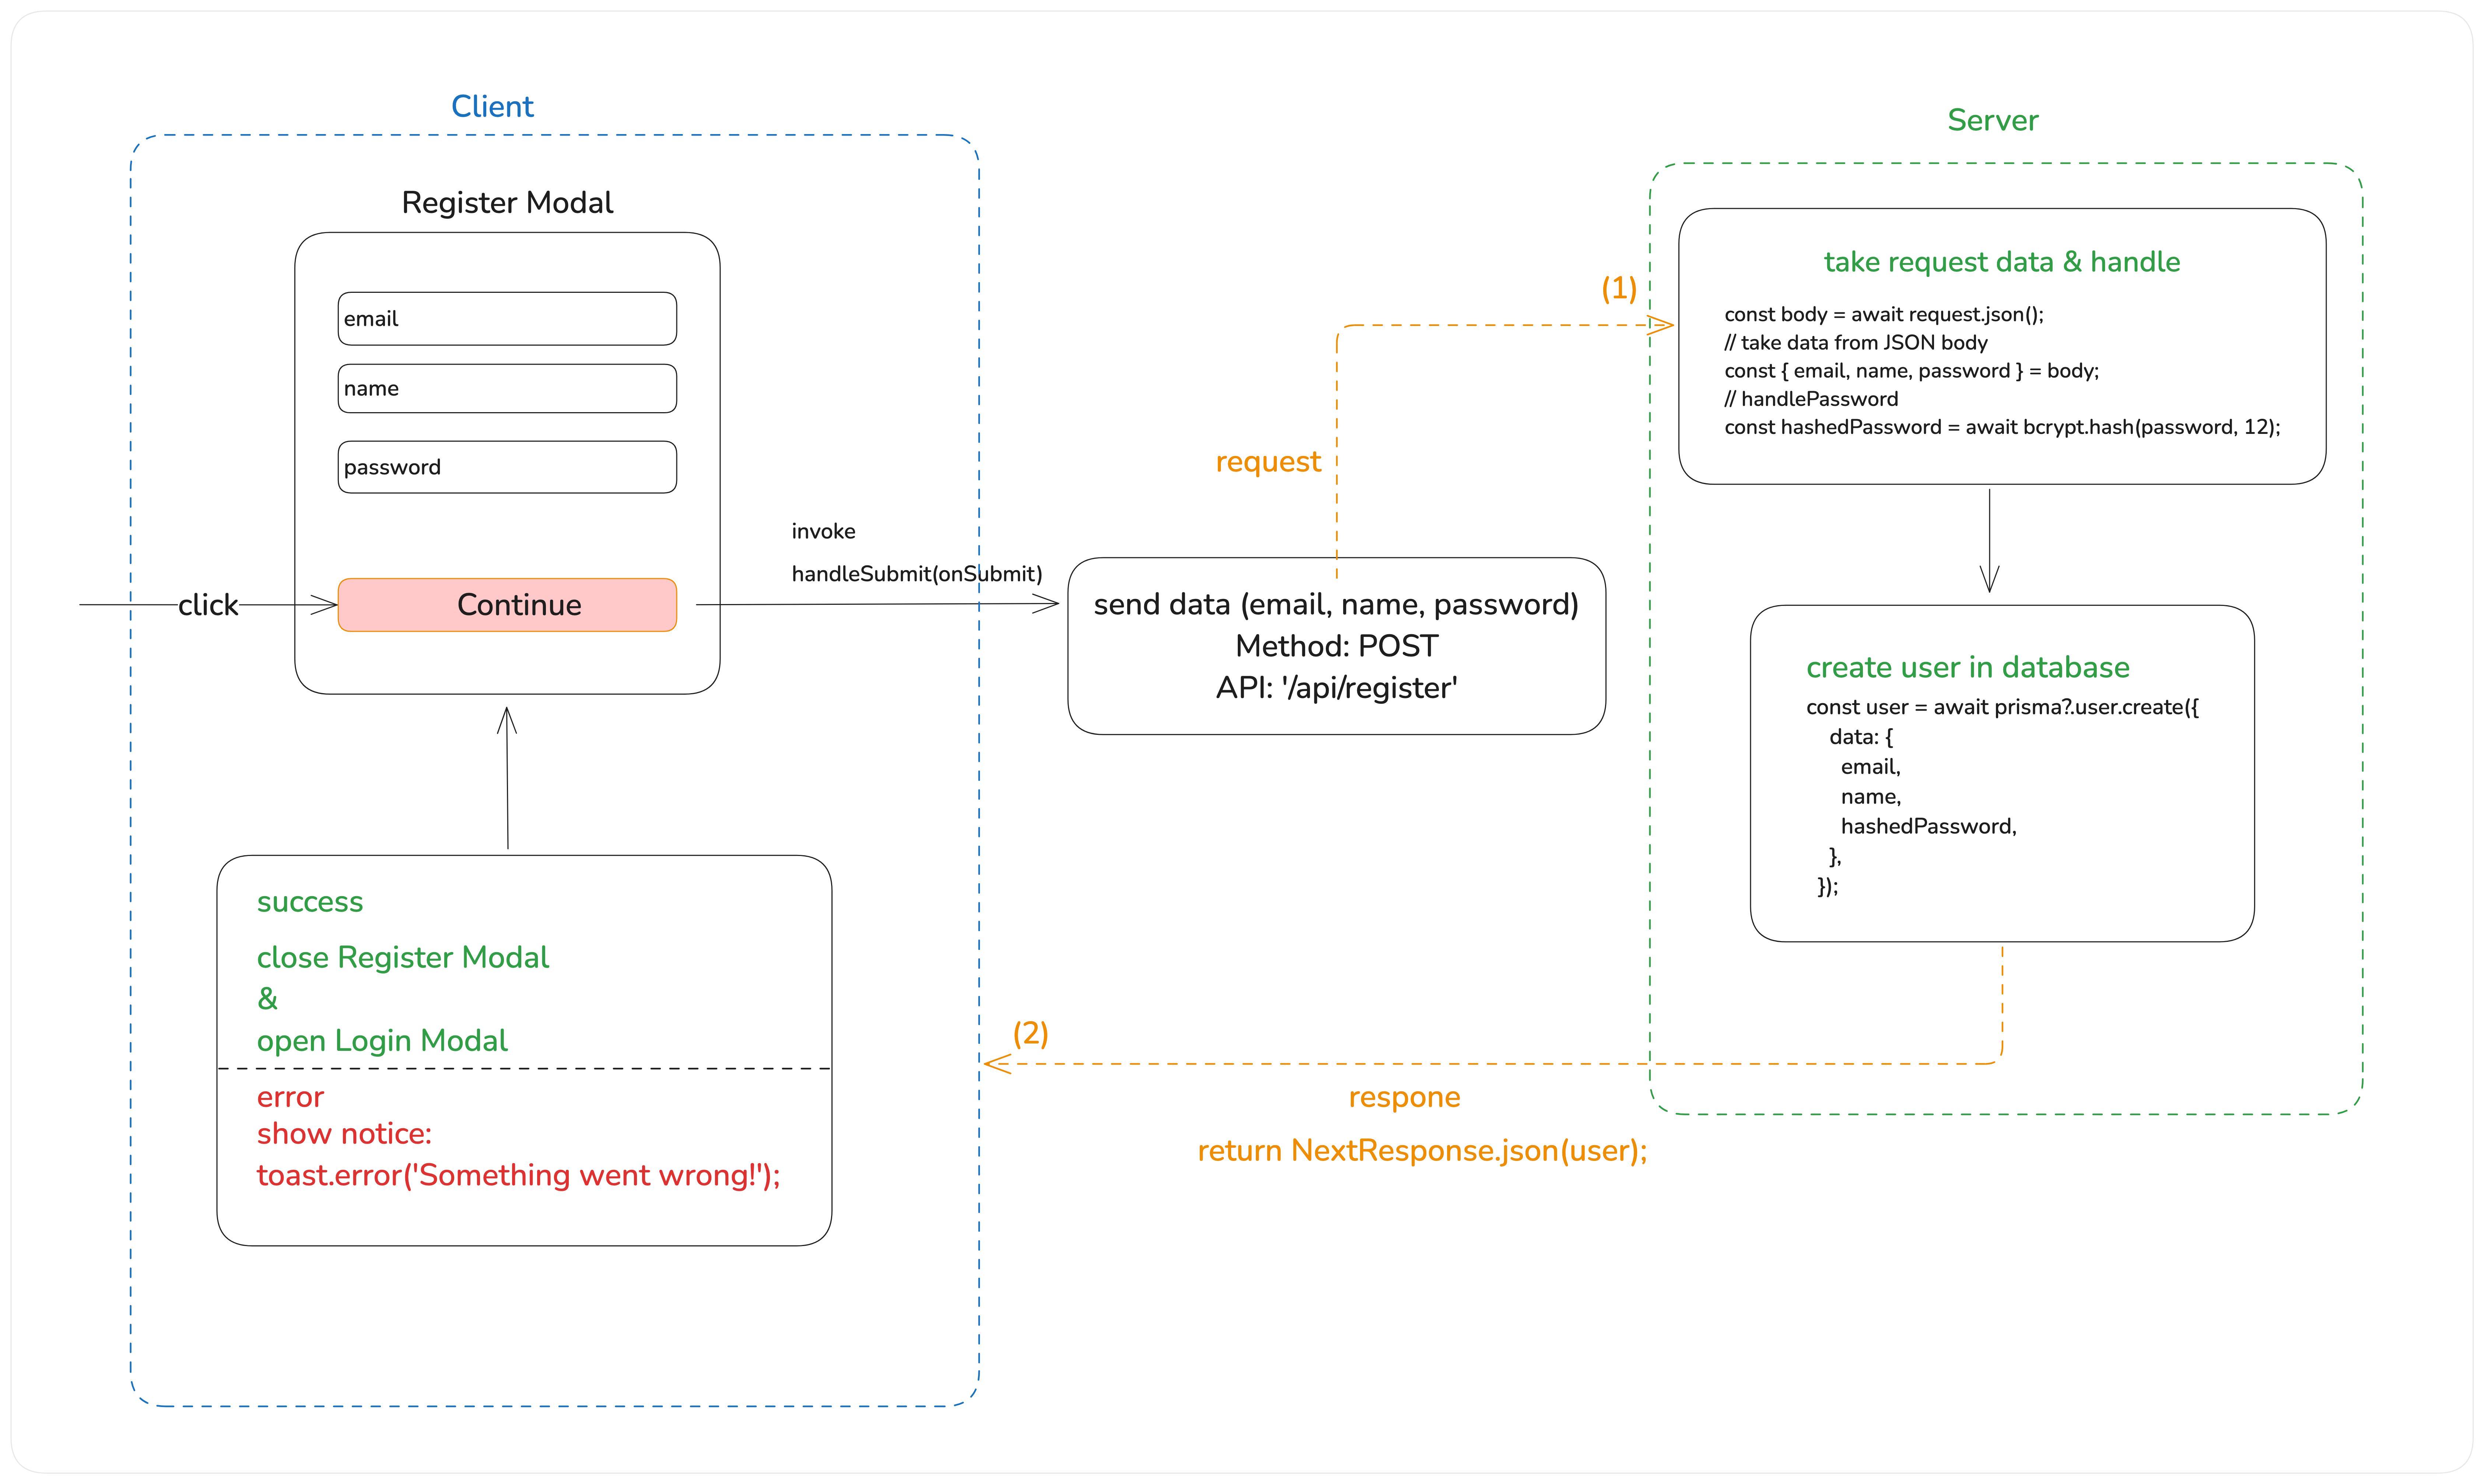 Client
Register Modal
email
name
password
click
Continue
invoke
handleSubmit(onSubmit)
send data (email, name, password)
Method: POST
API: '/api/register'
request
(1)
Server
take request data & handle
const body = await request.json();
// take data from JSON body
const { email, name, password } = body;
// handlePassword
const hashedPassword = await bcrypt.hash(password, 12);
create user in database
const user = await prisma?.user.create({
data: {
email,
name,
hashedPassword,
},
});
(2)
respone
return NextResponse.json(user);
success
close Register Modal
&
open Login Modal
error
show notice:
toast.error('Something went wrong!');